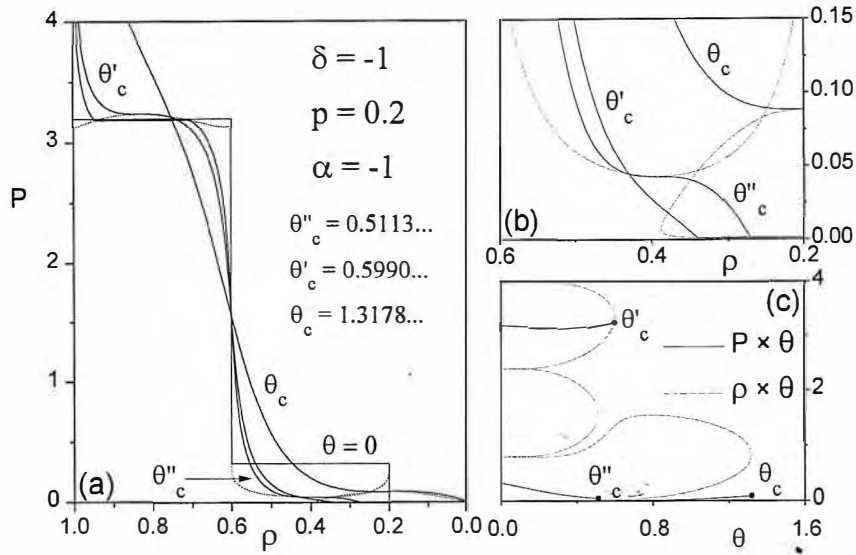 4
3
2
1
0
P
1.0
0.8
0.6
0.4
0.2
0.0
ρ
(a)
θ'c
δ = -1
p = 0.2
α = -1
θ''c = 0.5113...
θ'c = 0.5990...
θc = 1.3178...
θc
θ = 0
θ''c
0.15
0.10
0.05
0.00
0.6
0.4
0.2
ρ
(b)
θc
θ'c
θ''c
(c)
4
2
0
0.0
0.8
1.6
θ
θ'c
P × θ
ρ × θ
θ''c
θc